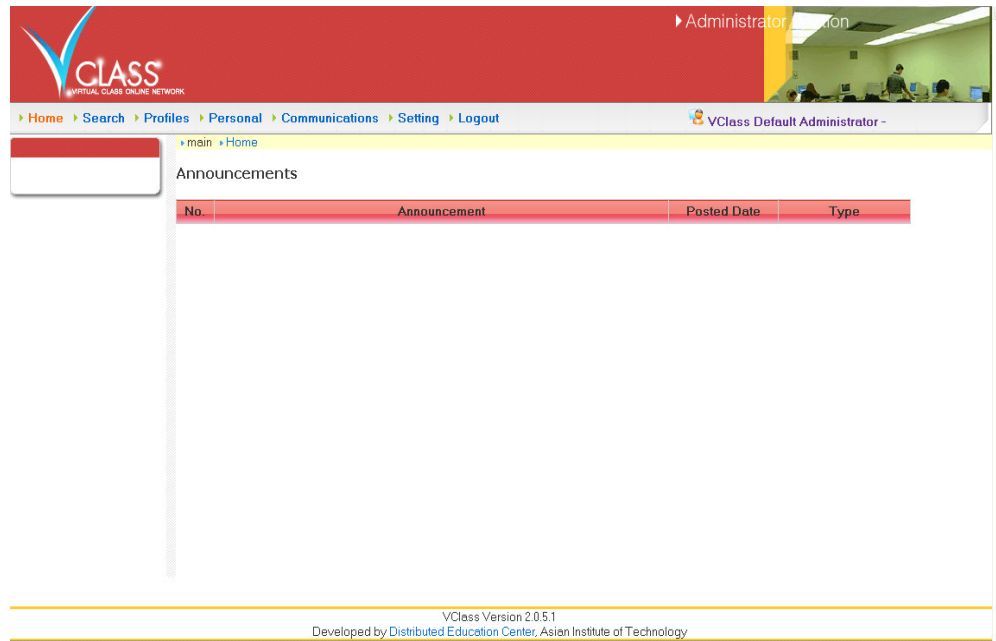 Administrator Section
VCLASS
VIRTUAL CLASS ONLINE NETWORK
Home Search Profiles Personal Communications Setting Logout
VClass Default Administrator -
main Home
Announcements
No. Announcement Posted Date Type
VClass Version 2.0.5.1
Developed by Distributed Education Center, Asian Institute of Technology